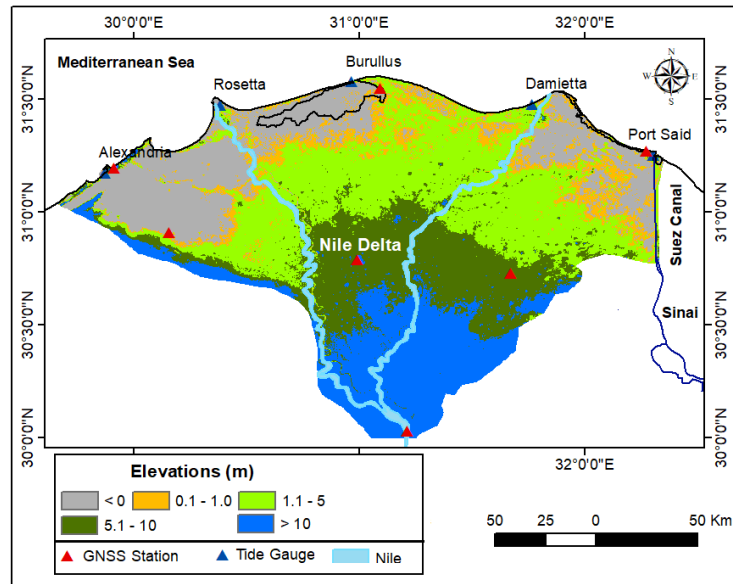 30°0'0"E 31°0'0"E 32°0'0"E
Mediterranean Sea
Burullus
Rosetta
Damietta
N
W E
S
31°30'0"N
31°30'0"N
Port Said
Alexandria
31°0'0"N
31°0'0"N
Nile Delta
Suez Canal
Sinai
30°30'0"N
30°30'0"N
30°0'0"N
30°0'0"N
31°0'0"E 32°0'0"E
Elevations (m)
< 0 0.1 - 1.0 1.1 - 5
5.1 - 10 > 10
GNSS Station Tide Gauge Nile
50 25 0 50 Km